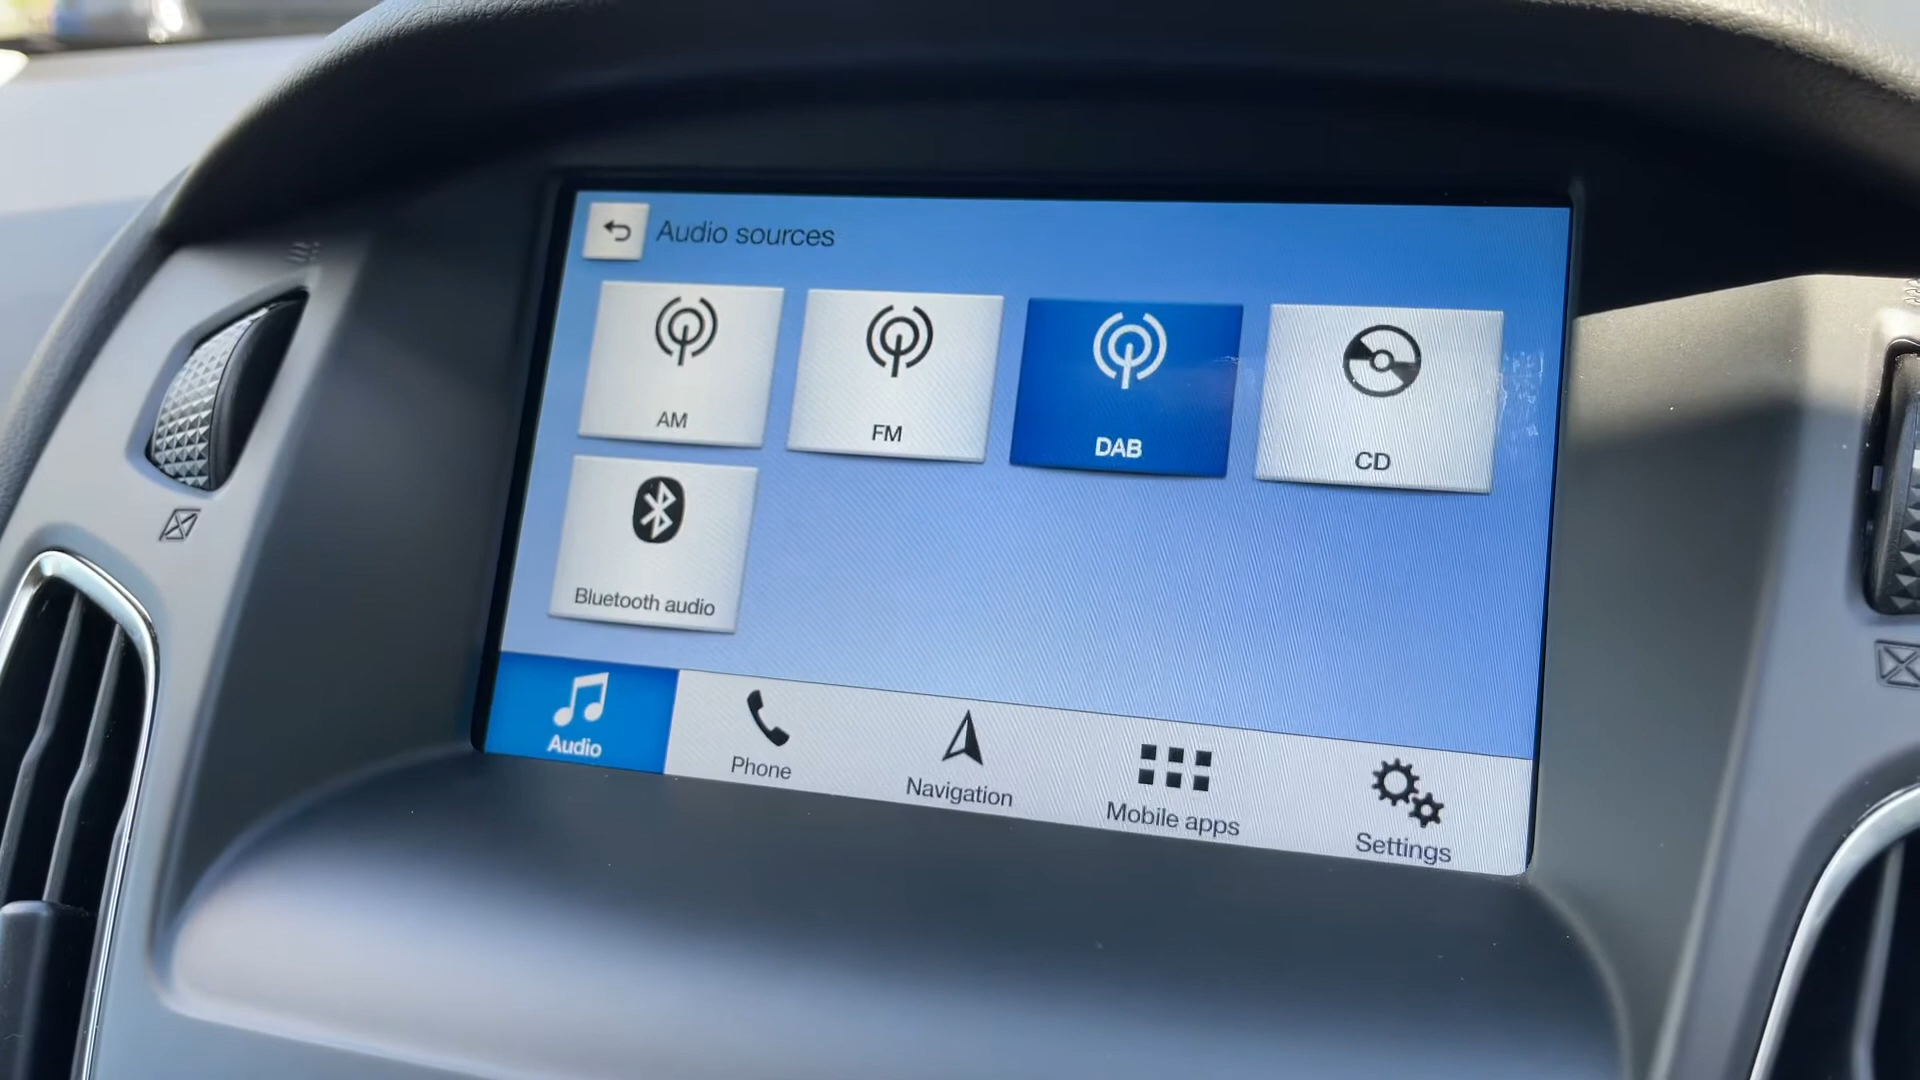 Audio sources
AM
FM
DAB
CD
Bluetooth audio
Audio
Phone
Navigation
Mobile apps
Settings